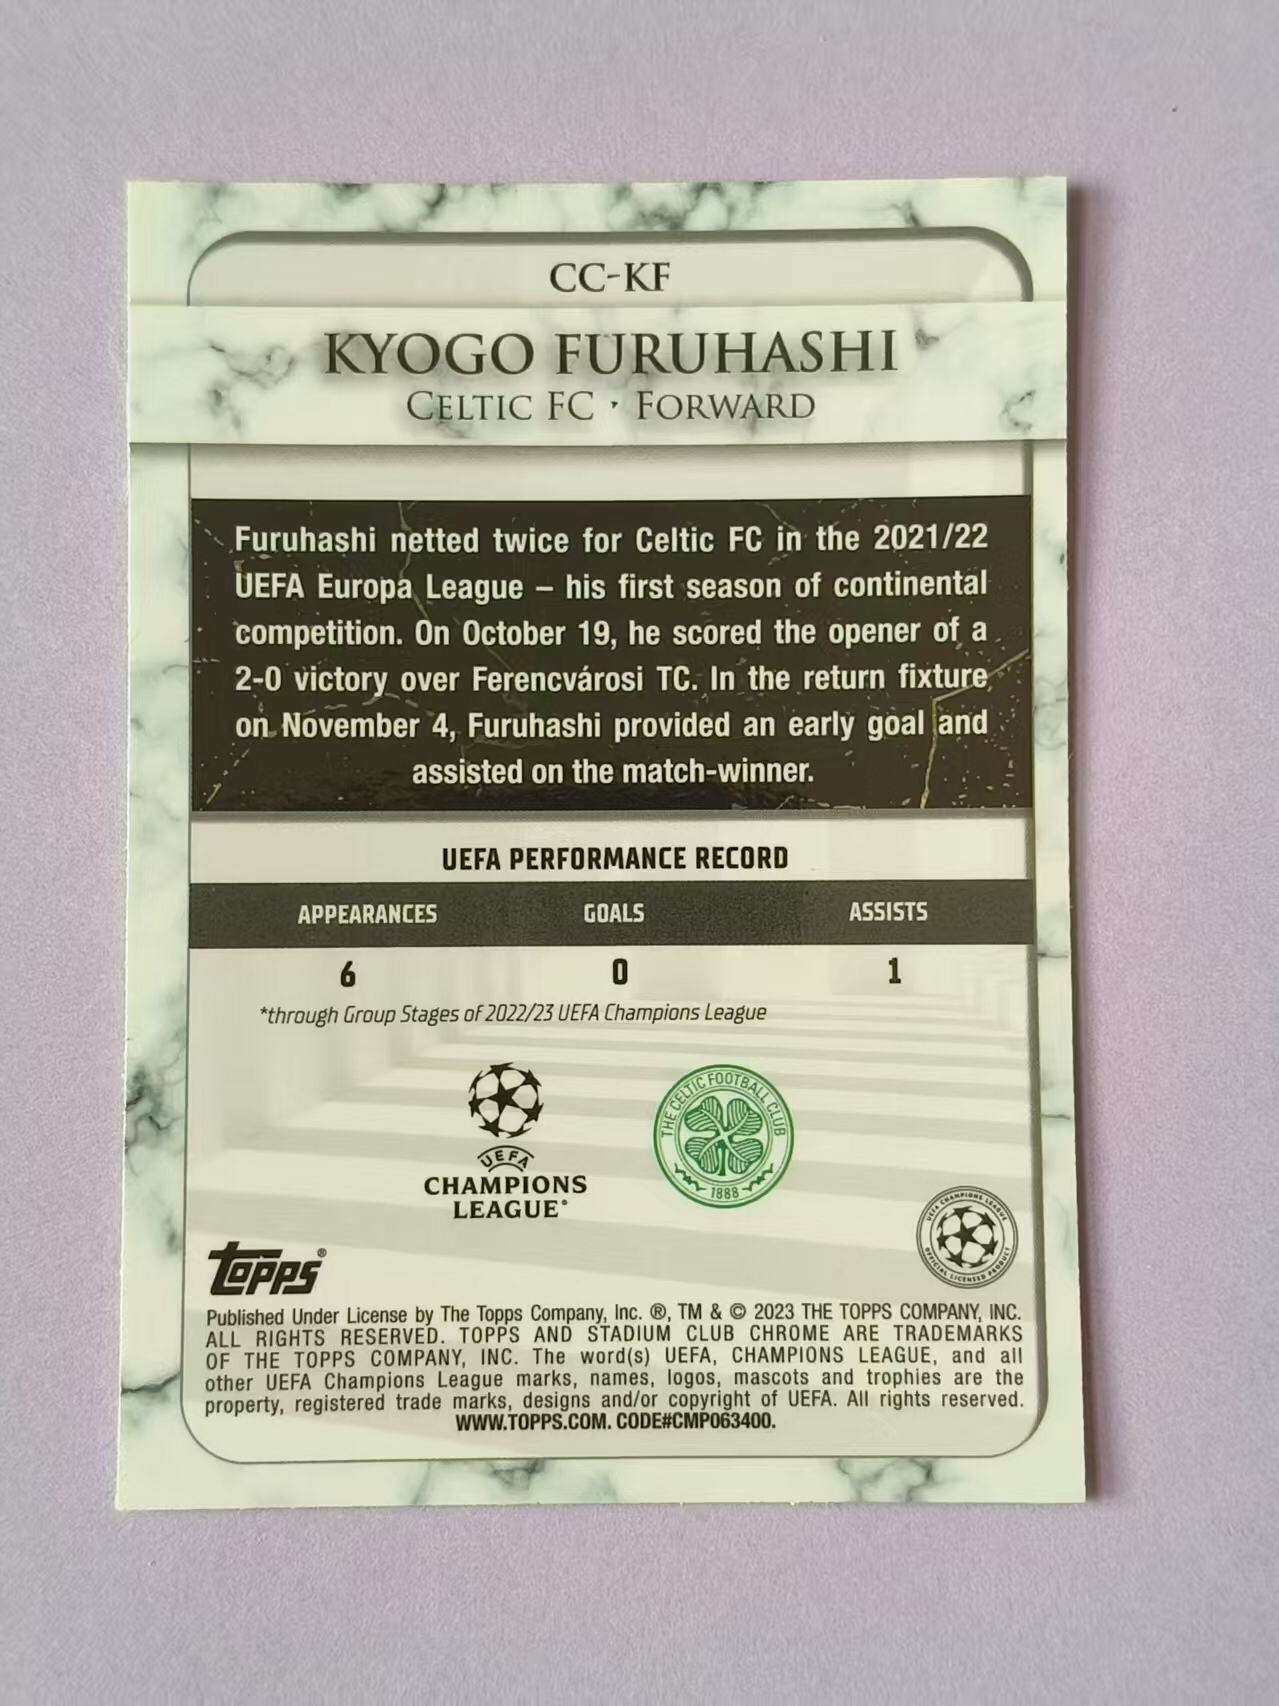 CC-KF
KYOGO FURUHASHI
CELTIC FC · FORWARD
Furuhashi netted twice for Celtic FC in the 2021/22
UEFA Europa League – his first season of continental
competition. On October 19, he scored the opener of a
2-0 victory over Ferencvárosi TC. In the return fixture
on November 4, Furuhashi provided an early goal and
assisted on the match-winner.
UEFA PERFORMANCE RECORD
APPEARANCES GOALS ASSISTS
6 0 1
*through Group Stages of 2022/23 UEFA Champions League
UEFA
CHAMPIONS
LEAGUE®
THE CELTIC FOOTBALL CLUB
1888
UEFA CHAMPIONS LEAGUE
OFFICIAL LICENSED PRODUCT
topps®
Published Under License by The Topps Company, Inc. ®, TM & © 2023 THE TOPPS COMPANY, INC.
ALL RIGHTS RESERVED. TOPPS AND STADIUM CLUB CHROME ARE TRADEMARKS
OF THE TOPPS COMPANY, INC. The word(s) UEFA, CHAMPIONS LEAGUE, and all
other UEFA Champions League marks, names, logos, mascots and trophies are the
property, registered trade marks, designs and/or copyright of UEFA. All rights reserved.
WWW.TOPPS.COM. CODE#CMP063400.